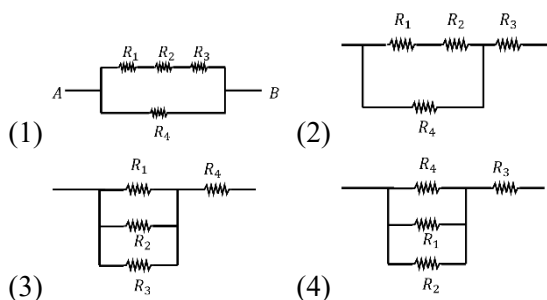 R₁ R₂ R₃
A B
R₄
(1)
R₁ R₂ R₃
R₄
(2)
R₁ R₄
R₂
R₃
(3)
R₄ R₃
R₁
R₂
(4)